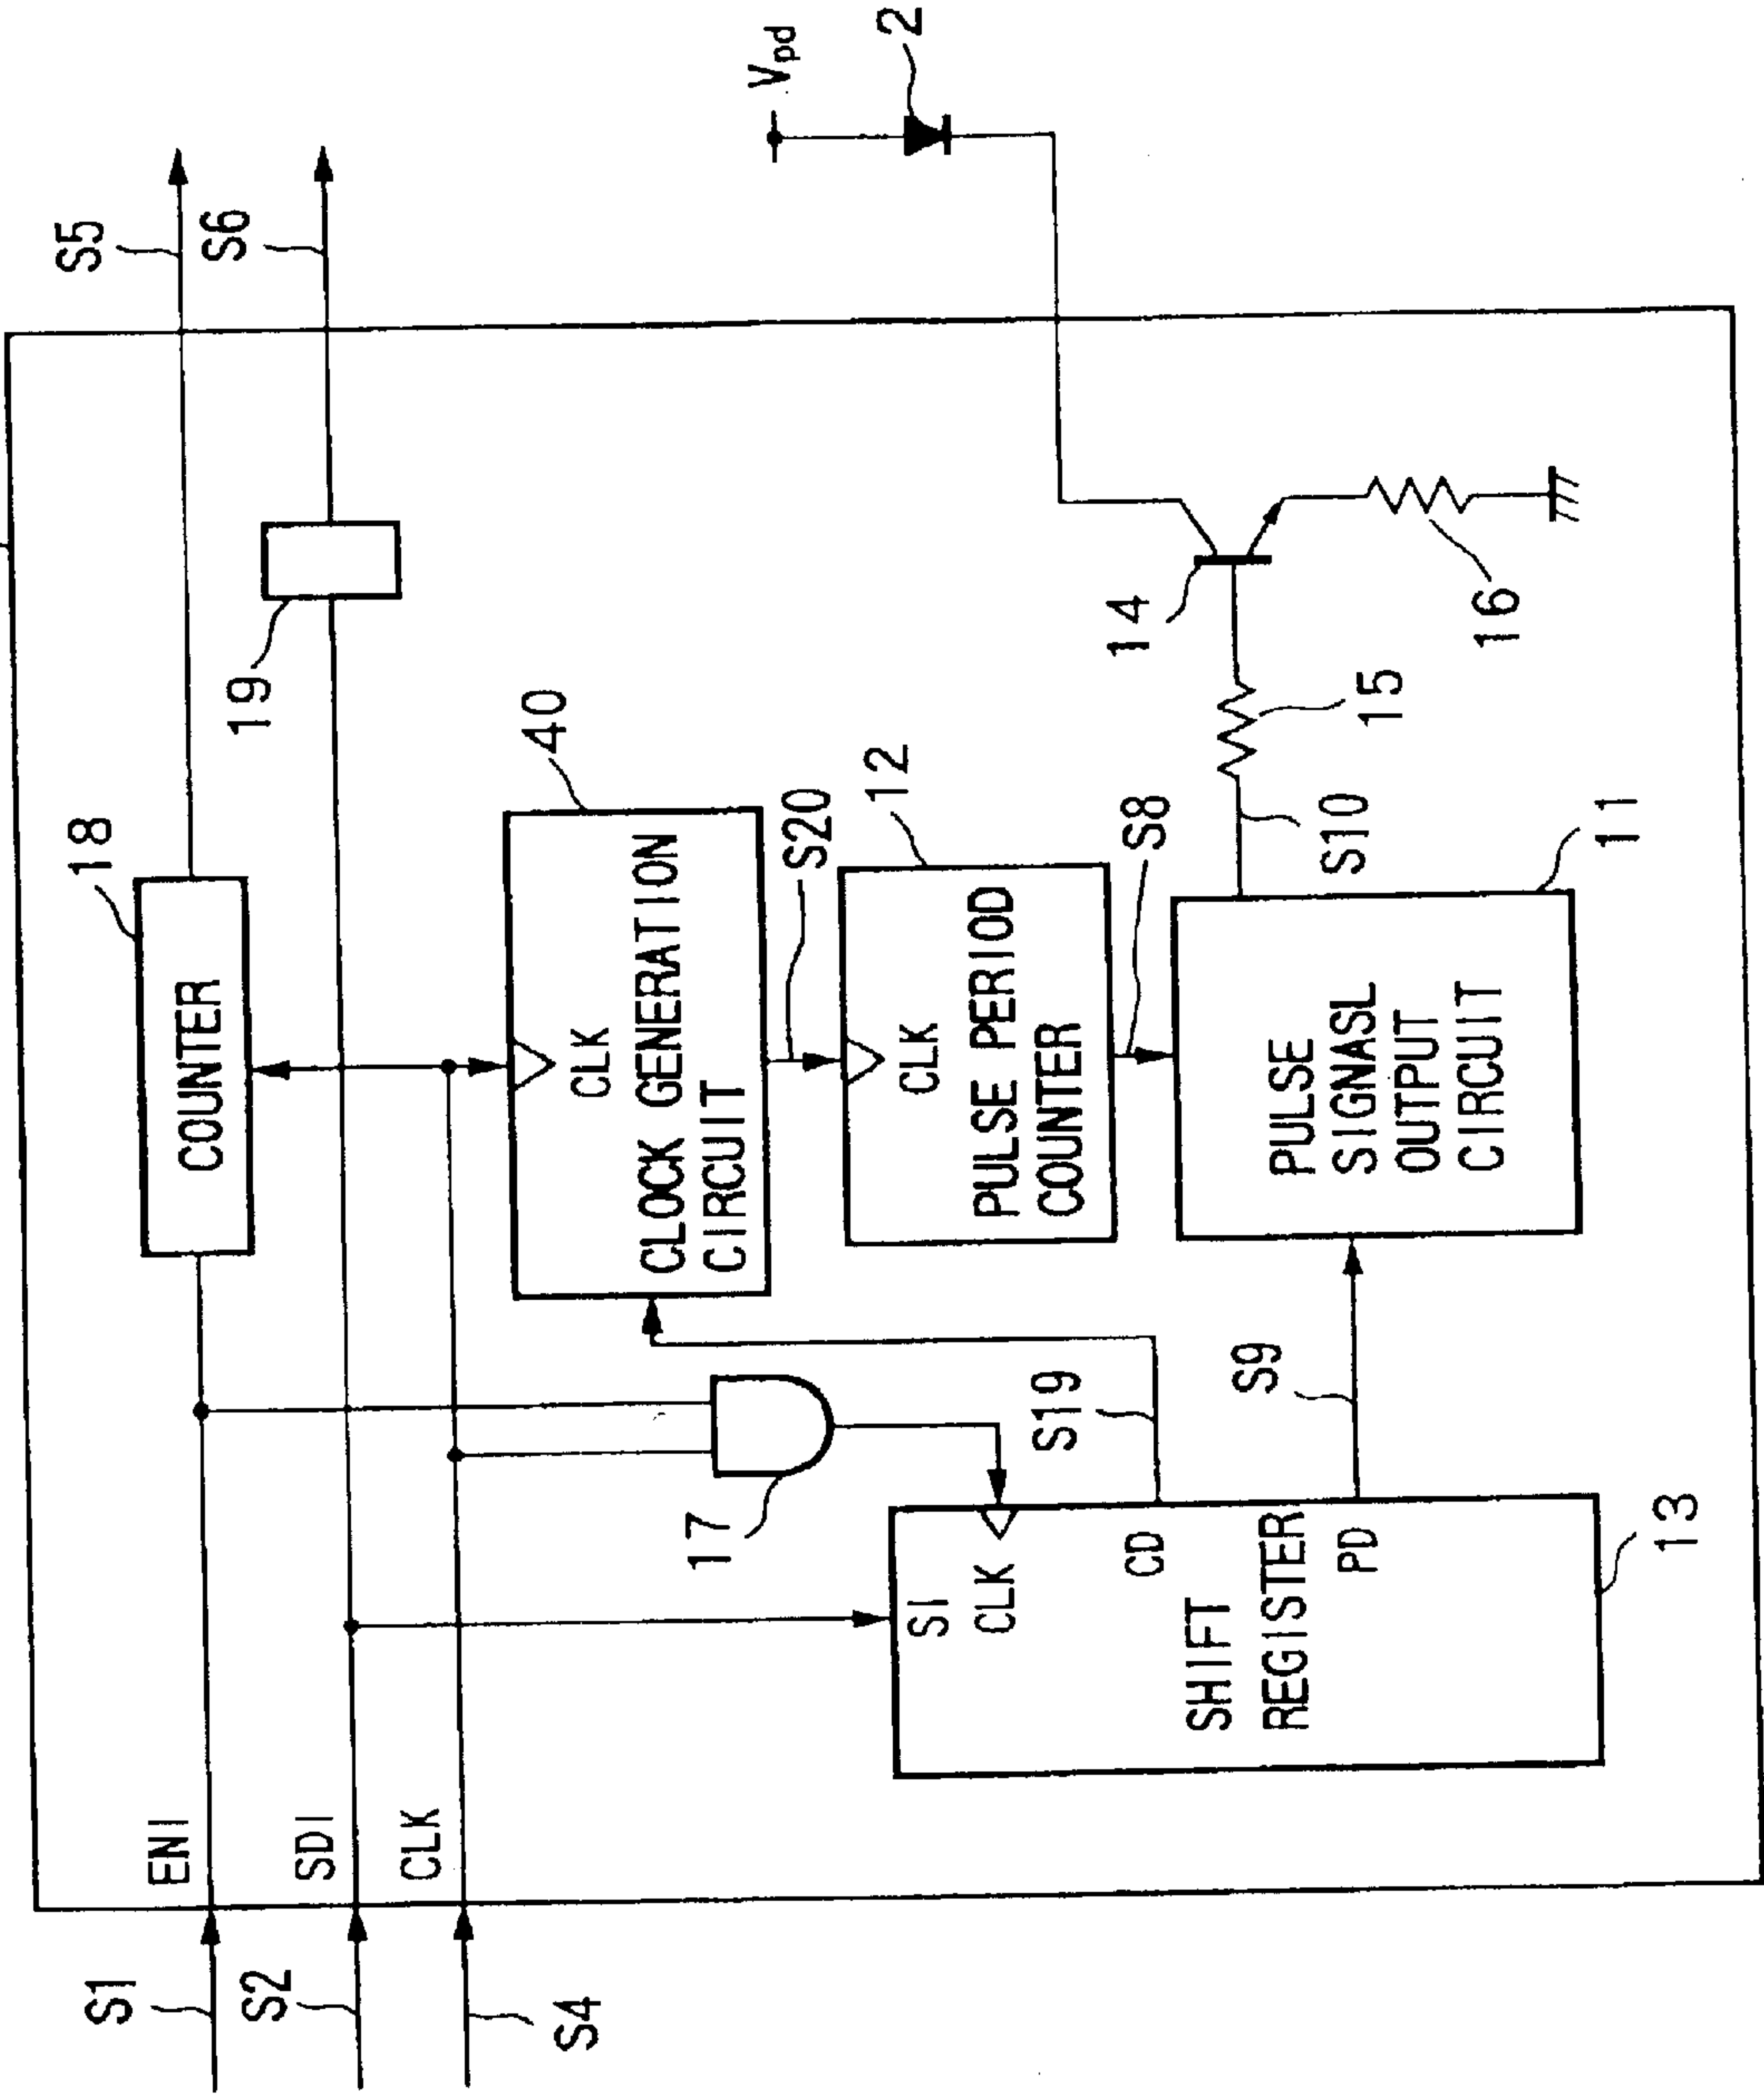 S1
ENI
18
COUNTER
S5
S2
SDI
19
S6
S4
CLK
40
CLK
CLOCK GENERATION
CIRCUIT
S20
12
CLK
PULSE PERIOD
COUNTER
S8
17
SI
CLK
CD
S19
SHIFT
REGISTER
PD
S9
13
PULSE
SIGNASL
OUTPUT
CIRCUIT
11
S10
15
14
16
Vpd
2